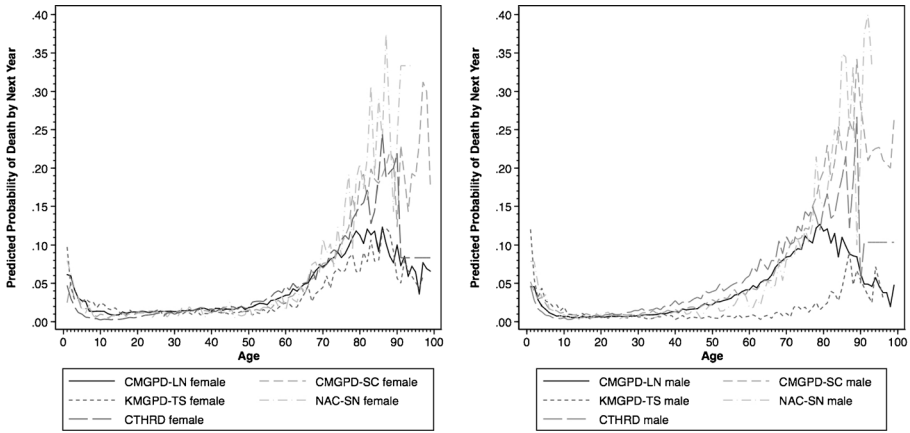 Predicted Probability of Death by Next Year
.40
.35
.30
.25
.20
.15
.10
.05
.00
0 10 20 30 40 50 60 70 80 90 100
Age
CMGPD-LN female CMGPD-SC female
KMGPD-TS female NAC-SN female
CTHRD female
Predicted Probability of Death by Next Year
.40
.35
.30
.25
.20
.15
.10
.05
.00
0 10 20 30 40 50 60 70 80 90 100
Age
CMGPD-LN male CMGPD-SC male
KMGPD-TS male NAC-SN male
CTHRD male